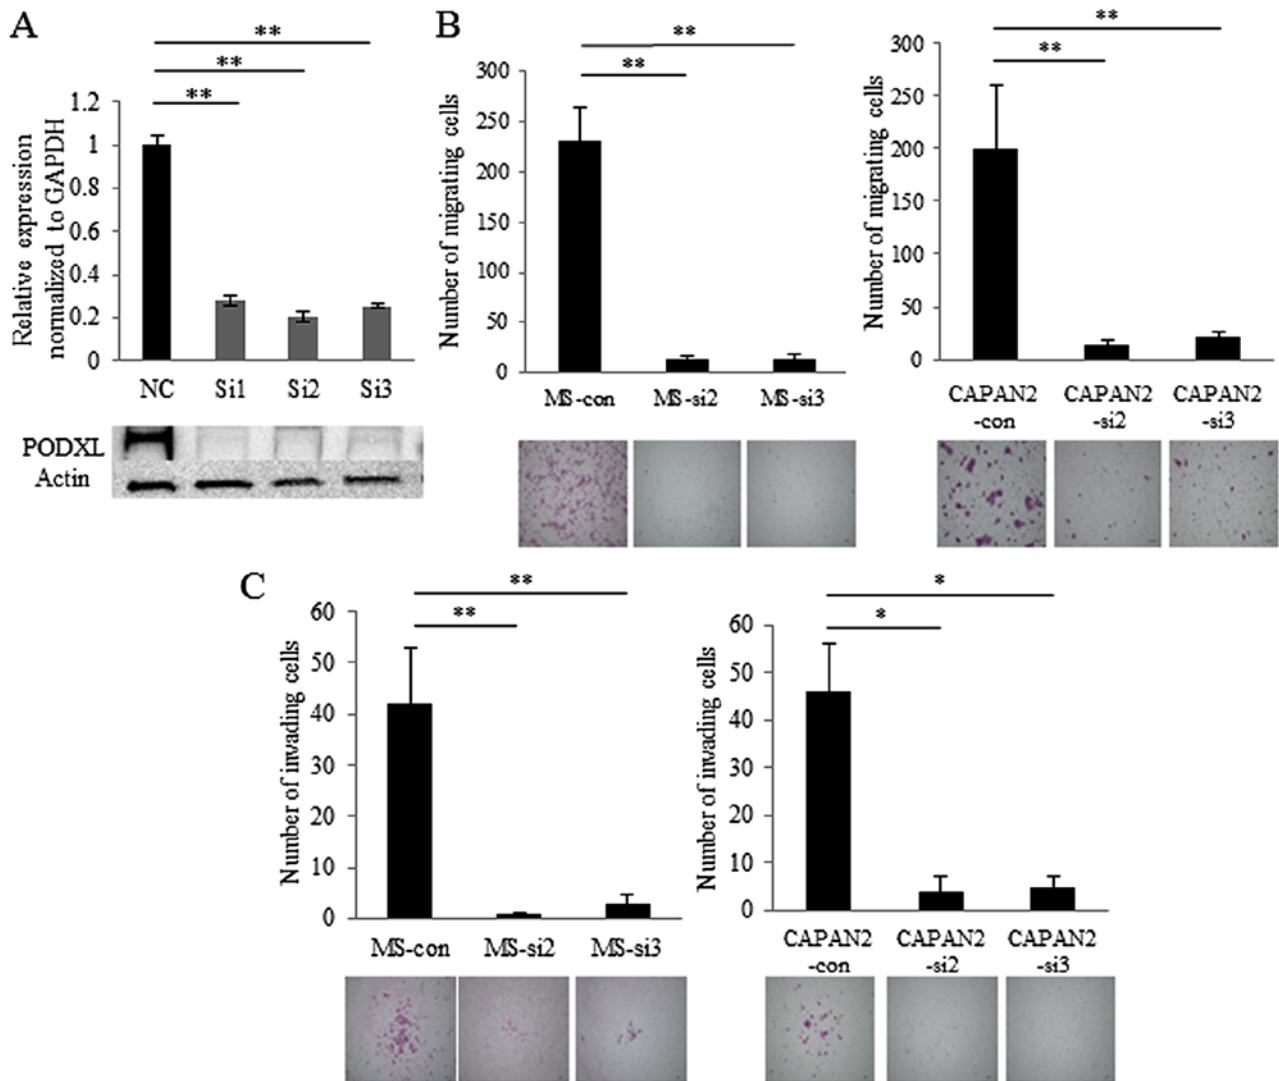 A
**
**
**
Relative expression
normalized to GAPDH
1.2
1
0.8
0.6
0.4
0.2
0
NC Si1 Si2 Si3
PODXL
Actin
B
**
**
Number of migrating cells
300
250
200
150
100
50
0
MS-con MS-si2 MS-si3
**
**
Number of migrating cells
300
250
200
150
100
50
0
CAPAN2 CAPAN2 CAPAN2
-con -si2 -si3
C
**
**
Number of invading cells
60
50
40
30
20
10
0
MS-con MS-si2 MS-si3
*
*
Number of invading cells
60
50
40
30
20
10
0
CAPAN2 CAPAN2 CAPAN2
-con -si2 -si3